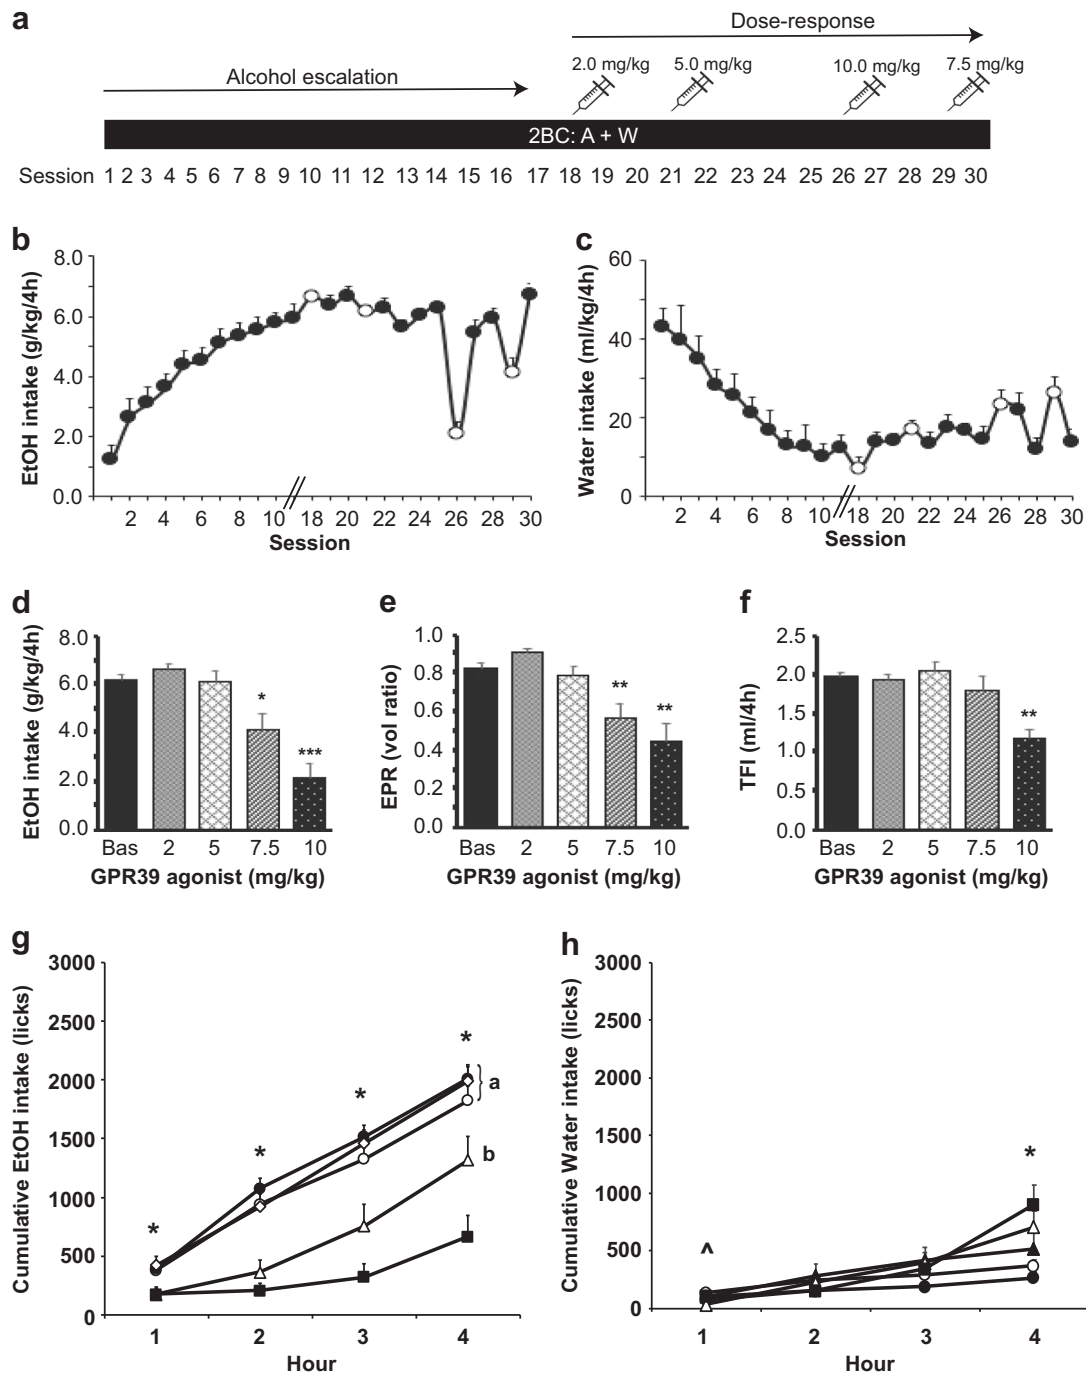 a
Dose-response
Alcohol escalation
2.0 mg/kg 5.0 mg/kg 10.0 mg/kg 7.5 mg/kg
2BC: A + W
Session 1 2 3 4 5 6 7 8 9 10 11 12 13 14 15 16 17 18 19 20 21 22 23 24 25 26 27 28 29 30
b
EtOH intake (g/kg/4h)
8.0
6.0
4.0
2.0
0.0
2 4 6 8 10 18 20 22 24 26 28 30
Session
c
Water intake (ml/kg/4h)
60
40
20
0
2 4 6 8 10 18 20 22 24 26 28 30
Session
d
EtOH intake (g/kg/4h)
8.0
6.0
4.0
2.0
0.0
*
***
Bas 2 5 7.5 10
GPR39 agonist (mg/kg)
e
EPR (vol ratio)
1.0
0.8
0.6
0.4
0.2
0.0
**
**
Bas 2 5 7.5 10
GPR39 agonist (mg/kg)
f
TFI (ml/4h)
2.5
2.0
1.5
1.0
0.5
0.0
**
Bas 2 5 7.5 10
GPR39 agonist (mg/kg)
g
Cumulative EtOH intake (licks)
3000
2500
2000
1500
1000
500
0
*
*
*
*
} a
b
1 2 3 4
Hour
h
Cumulative Water intake (licks)
3000
2500
2000
1500
1000
500
0
^
*
1 2 3 4
Hour